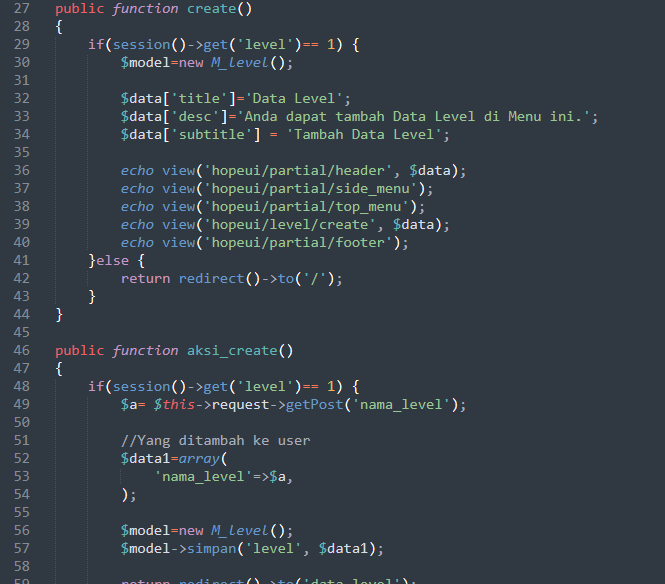 27 public function create()
28 {
29 if(session()->get('level')== 1) {
30 $model=new M_level();
31
32 $data['title']='Data Level';
33 $data['desc']='Anda dapat tambah Data Level di Menu ini.';
34 $data['subtitle'] = 'Tambah Data Level';
35
36 echo view('hopeui/partial/header', $data);
37 echo view('hopeui/partial/side_menu');
38 echo view('hopeui/partial/top_menu');
39 echo view('hopeui/level/create', $data);
40 echo view('hopeui/partial/footer');
41 }else {
42 return redirect()->to('/');
43 }
44 }
45
46 public function aksi_create()
47 {
48 if(session()->get('level')== 1) {
49 $a= $this->request->getPost('nama_level');
50
51 //Yang ditambah ke user
52 $data1=array(
53 'nama_level'=>$a,
54 );
55
56 $model=new M_level();
57 $model->simpan('level', $data1);
58
59 return redirect()->to('data_level');